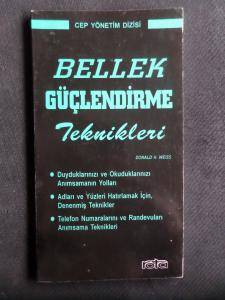 CEP YÖNETİM DİZİSİ
BELLEK
GÜÇLENDİRME
Teknikleri
DONALD H. WEISS
● Duyduklarınızı ve Okuduklarınızı
Anımsamanın Yolları
● Adları ve Yüzleri Hatırlamak İçin,
Denenmiş Teknikler
● Telefon Numaralarını ve Randevuları
Anımsama Teknikleri
rota